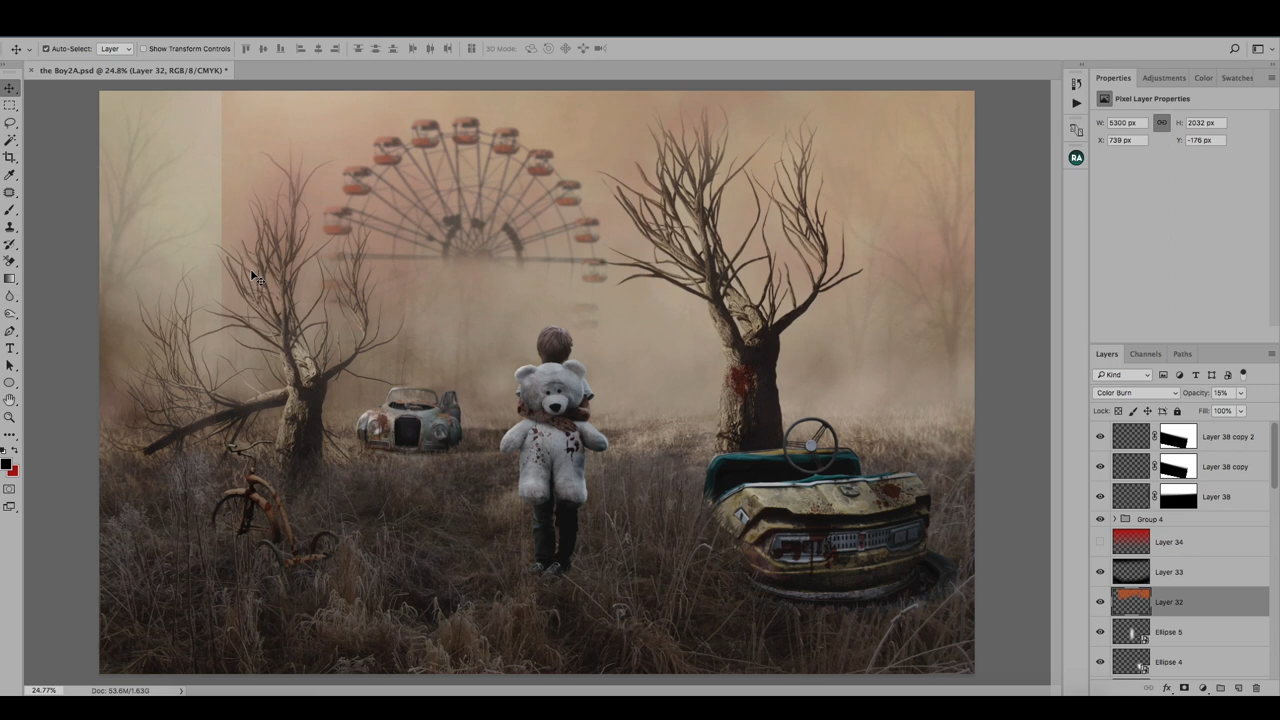 Auto-Select: Layer Show Transform Controls 3D Mode:
× the Boy2A.psd @ 24.8% (Layer 32, RGB/8/CMYK) *
Properties Adjustments Color Swatches
Pixel Layer Properties
W: 5300 px H: 2032 px
X: 739 px Y: -176 px
RA
Layers Channels Paths
Kind
Color Burn Opacity: 15%
Lock: Fill: 100%
Layer 38 copy 2
Layer 38 copy
Layer 38
Group 4
Layer 34
Layer 33
Layer 32
Ellipse 5
Ellipse 4
fx
24.77% Doc: 53.6M/1.63G